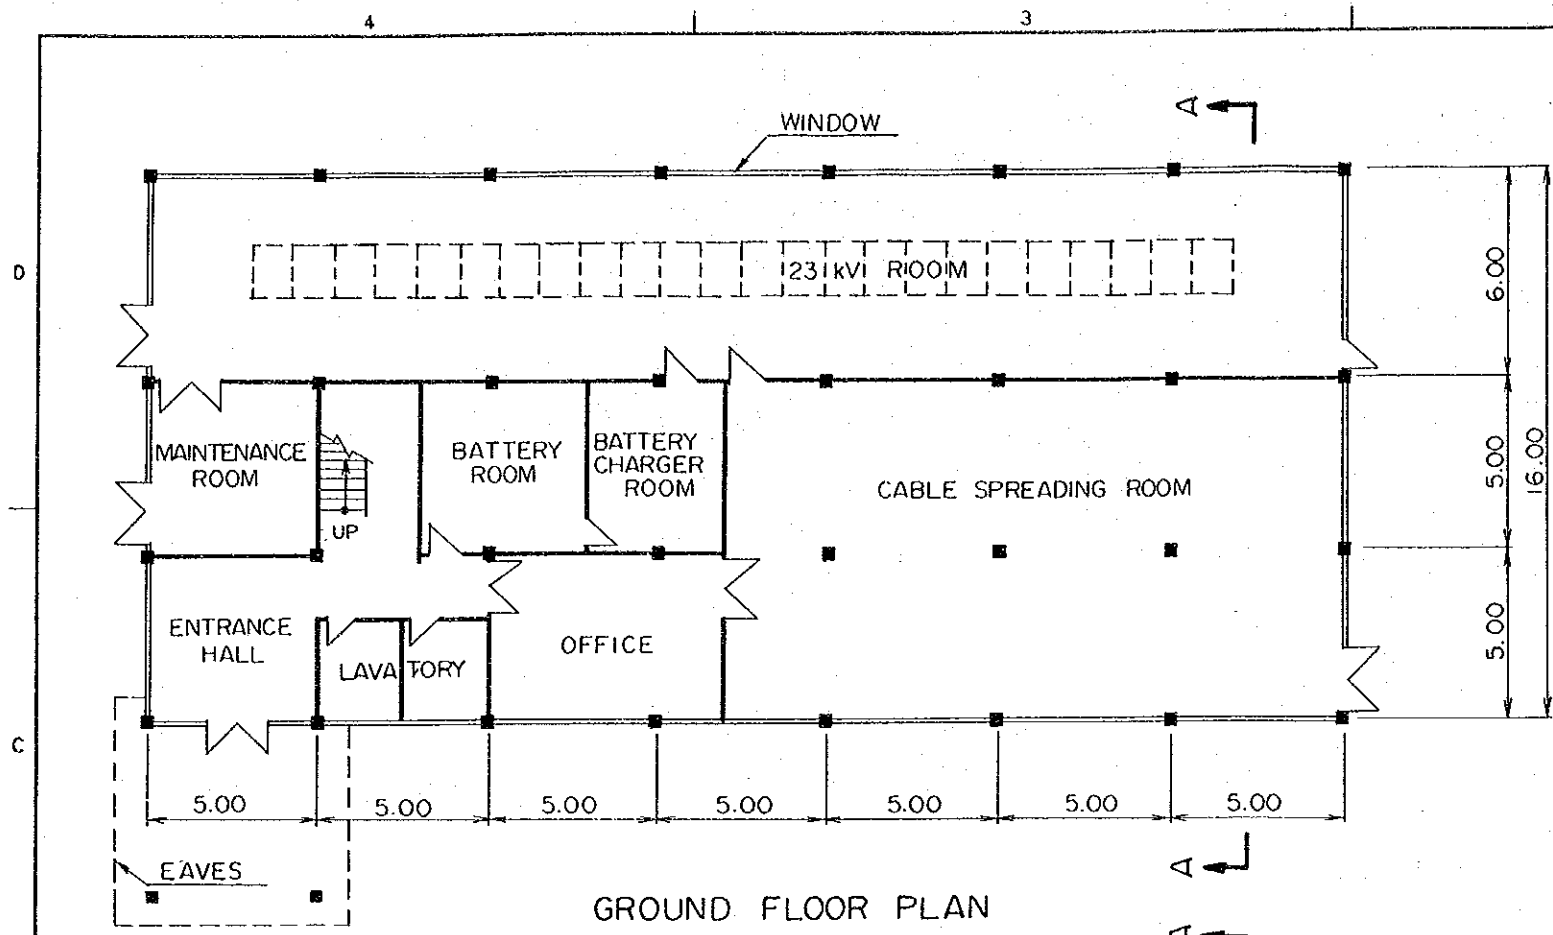 4
3
A
WINDOW
D
23 kV ROOM
6.00
MAINTENANCE
ROOM
BATTERY
ROOM
BATTERY
CHARGER
ROOM
CABLE SPREADING ROOM
5.00
16.00
UP
ENTRANCE
HALL
LAVATORY
OFFICE
5.00
C
5.00
5.00
5.00
5.00
5.00
5.00
5.00
EAVES
A
GROUND FLOOR PLAN
A